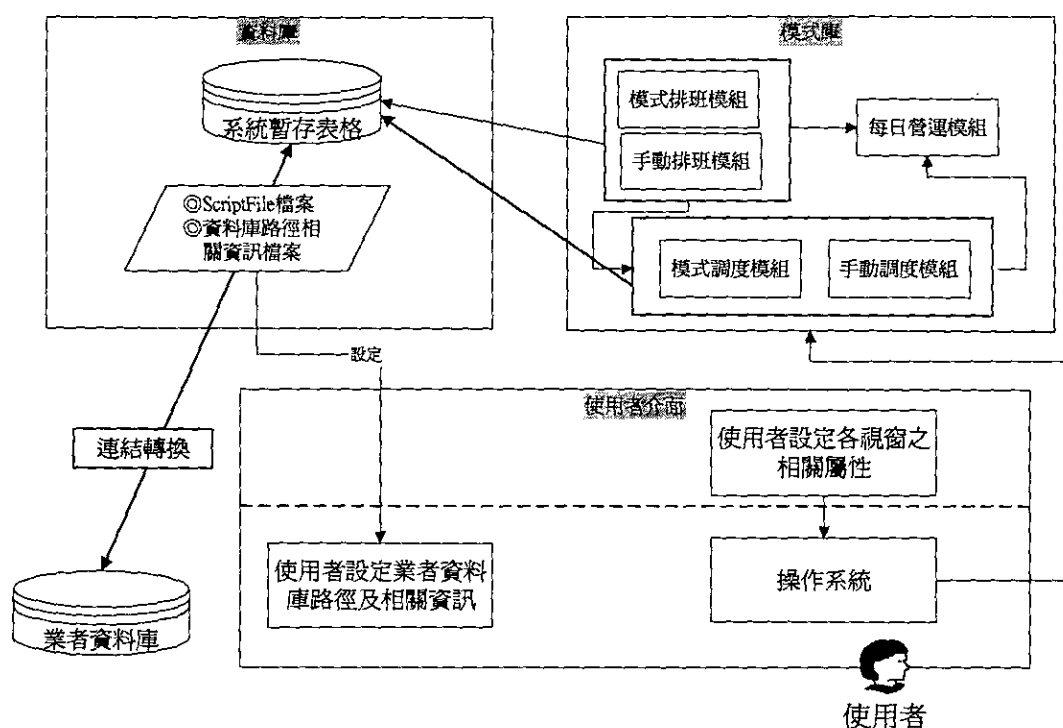 資料庫
系統暫存表格
◎ScriptFile檔案
◎資料庫路徑相
關資訊檔案
設定
連結轉換
業者資料庫
模式庫
模式排班模組
手動排班模組
每日營運模組
模式調度模組
手動調度模組
使用者介面
使用者設定各視窗之
相關屬性
使用者設定業者資料
庫路徑及相關資訊
操作系統
使用者